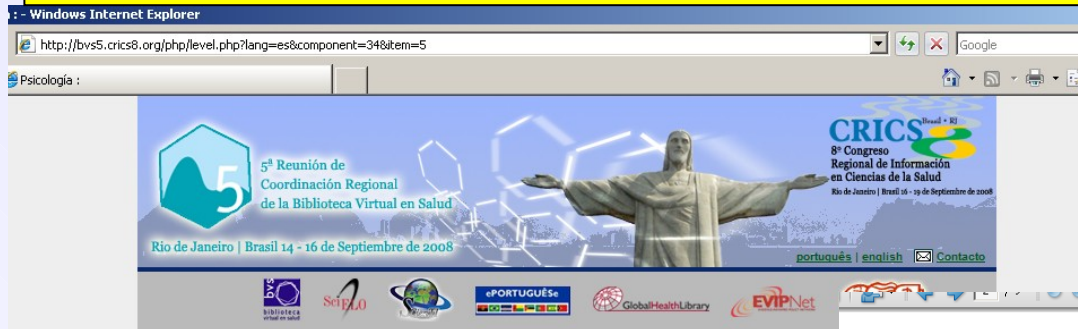 : - Windows Internet Explorer
http://bvs5.crics8.org/php/level.php?lang=es&component=34&item=5
Google
Psicología :
5
5ª Reunión de
Coordinación Regional
de la Biblioteca Virtual en Salud
Rio de Janeiro | Brasil 14 - 16 de Septiembre de 2008
Brasil • RJ
CRICS
8º Congreso
Regional de Información
en Ciencias de la Salud
Rio de Janeiro | Brasil 16 - 19 de Septiembre de 2008
português | english Contacto
bvs
biblioteca
virtual en salud
SciELO
ePORTUGUÊSe
GlobalHealthLibrary
EVIPNet